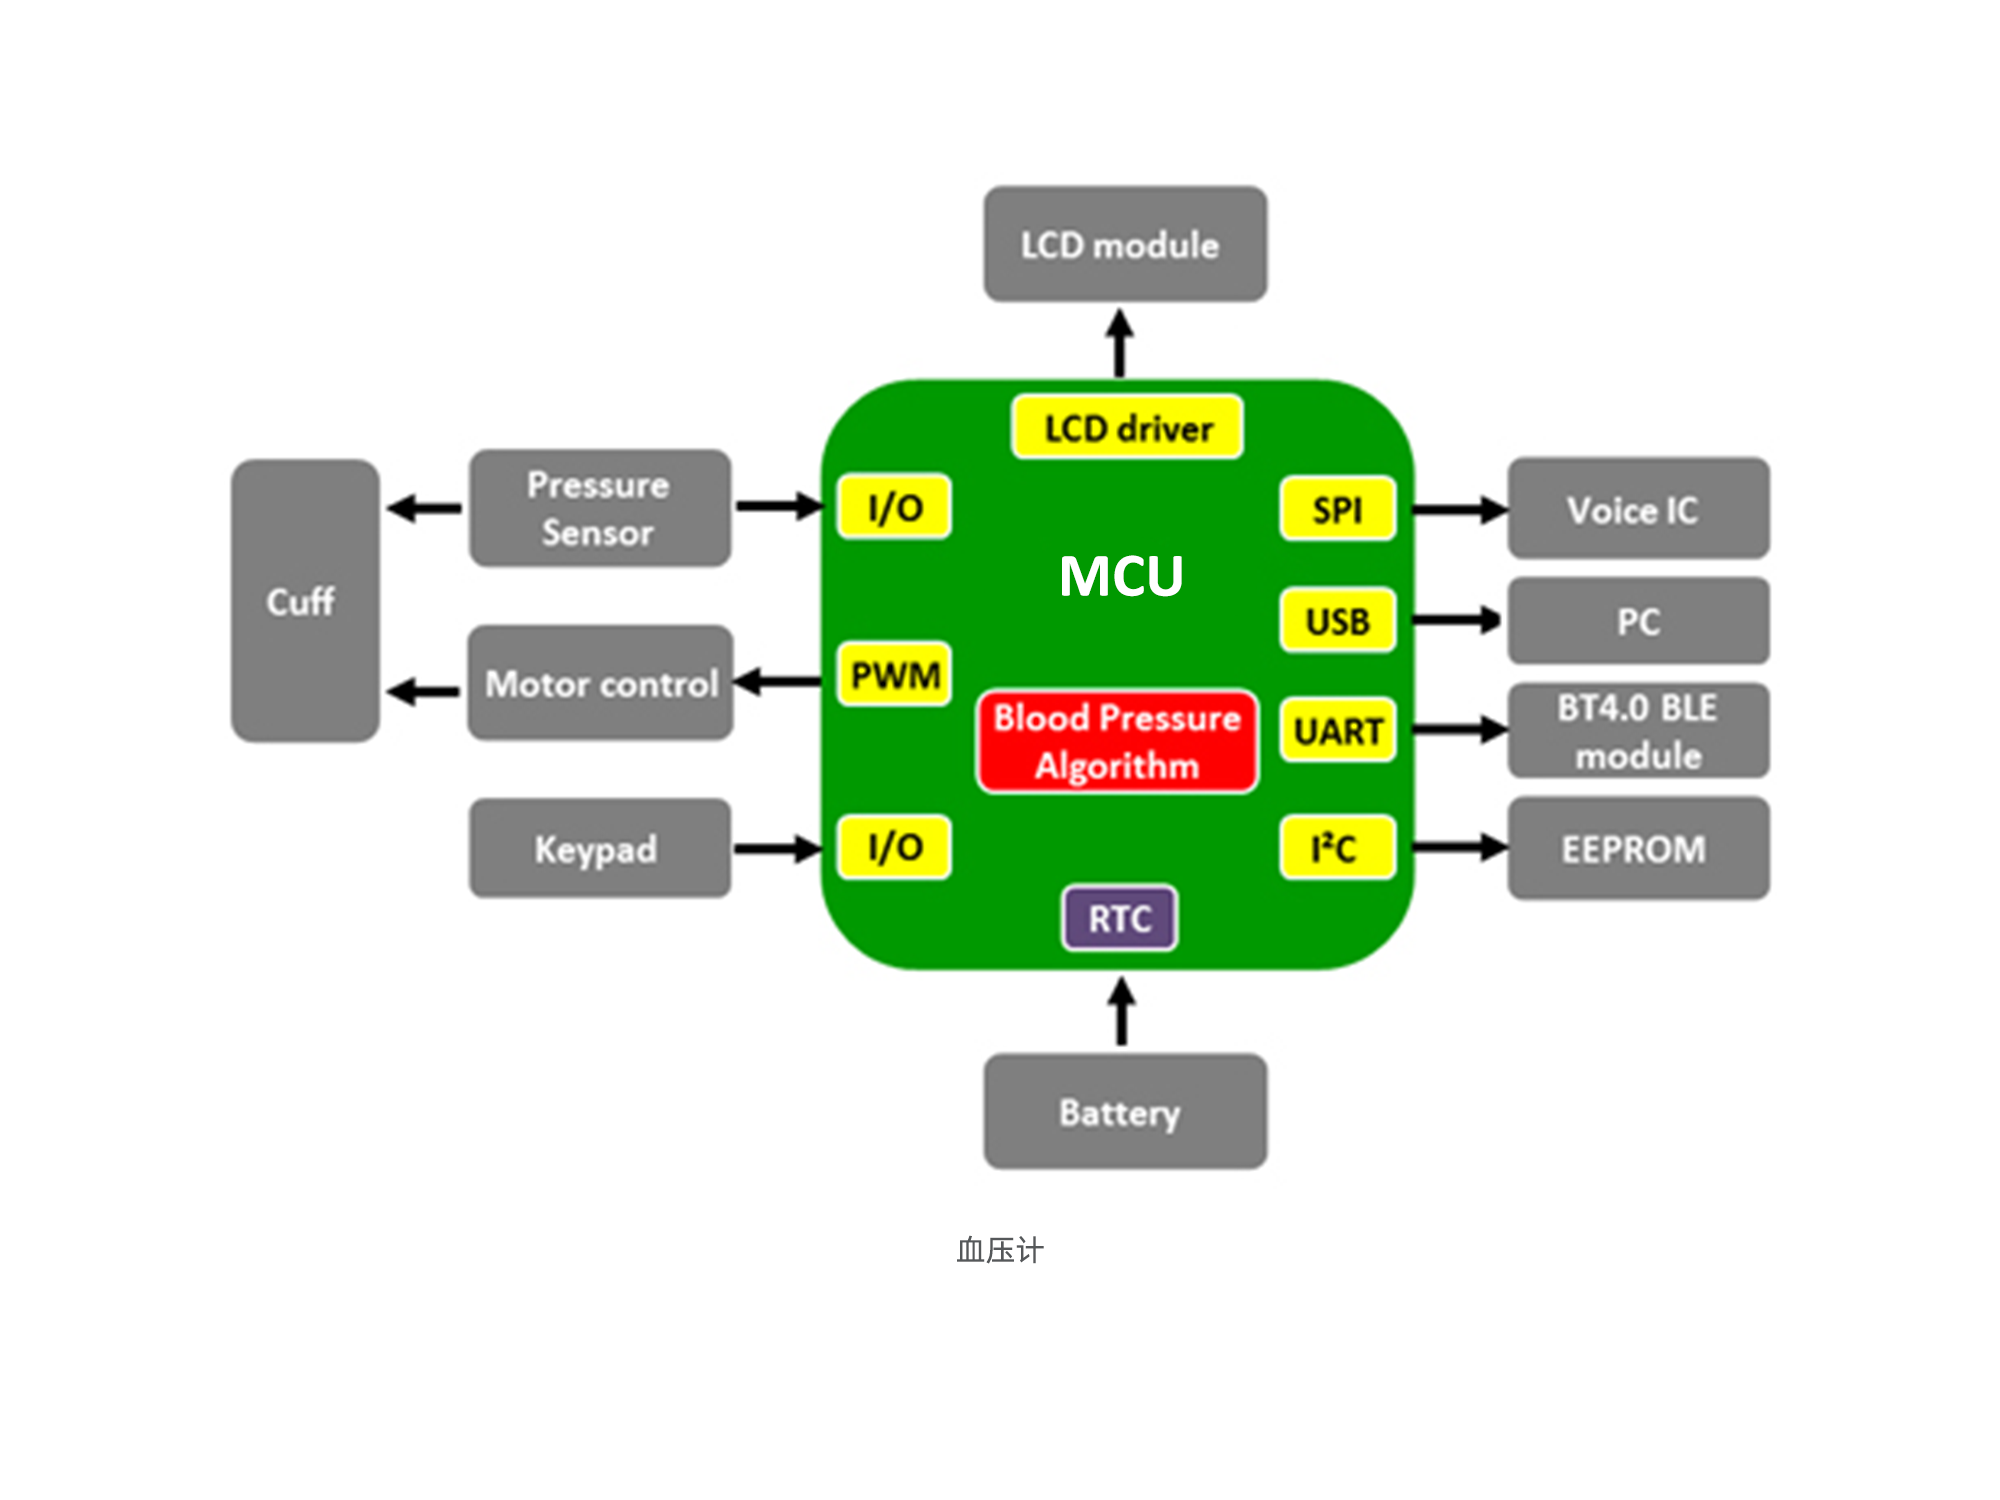 LCD module
LCD driver
Pressure
Sensor
I/O
SPI
Voice IC
MCU
Cuff
USB
PC
Motor control
PWM
Blood Pressure
Algorithm
UART
BT4.0 BLE
module
Keypad
I/O
I²C
EEPROM
RTC
Battery
血压计